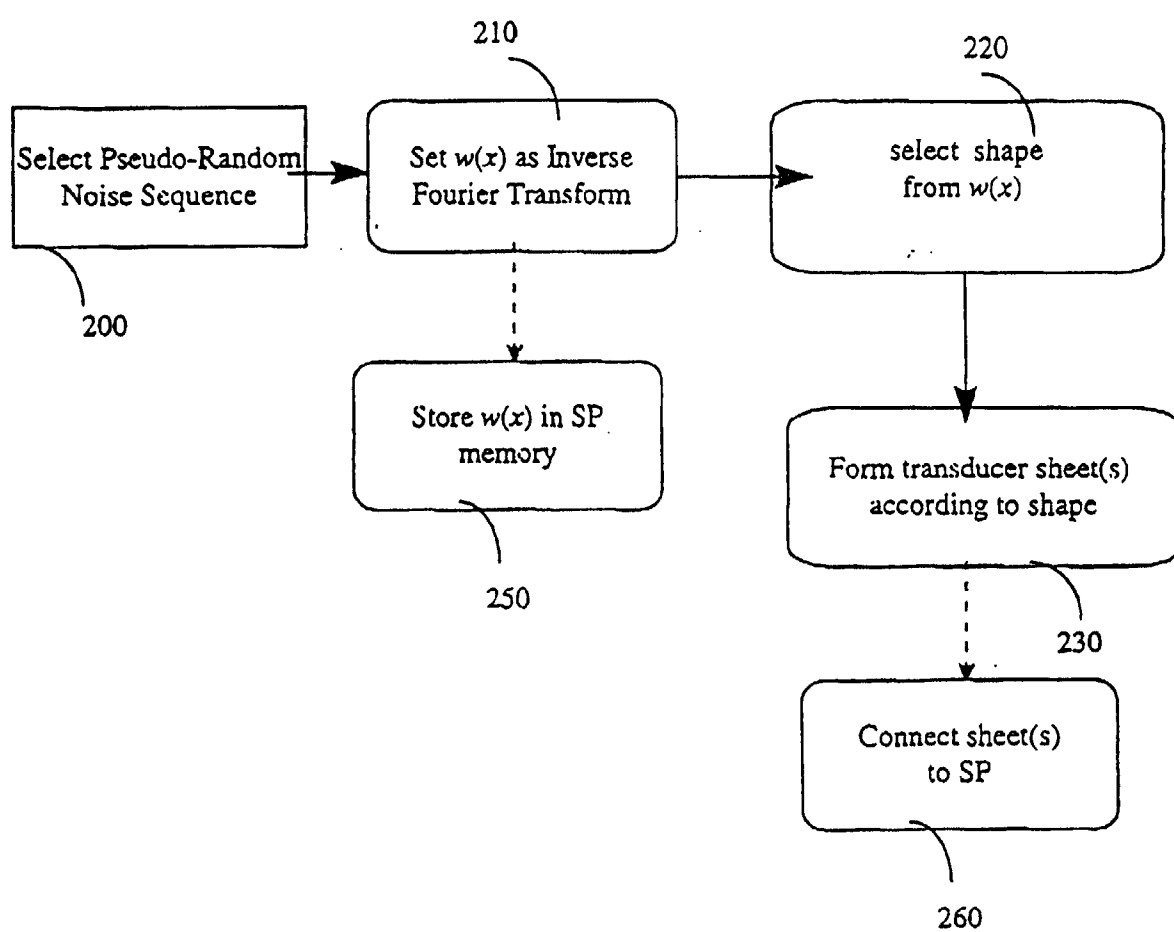 210
220
Select Pseudo-Random
Noise Sequence
Set w(x) as Inverse
Fourier Transform
select shape
from w(x)
200
Store w(x) in SP
memory
Form transducer sheet(s)
according to shape
250
230
Connect sheet(s)
to SP
260